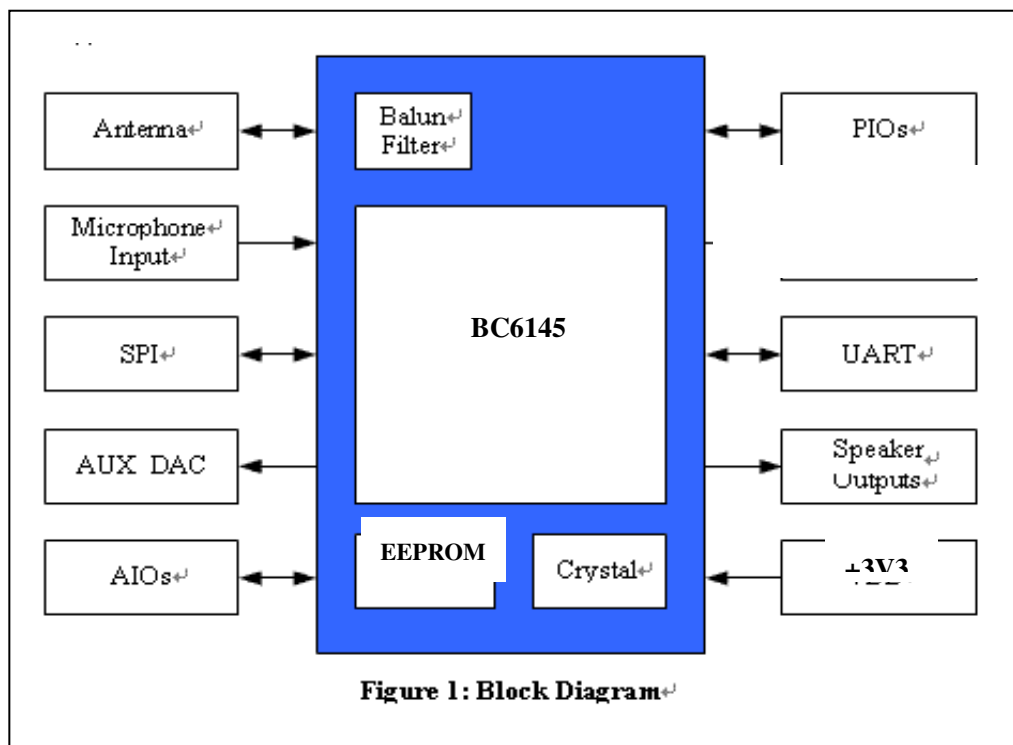 Antenna↵
Balun↵
Filter↵
PIOs↵
Microphone↵
Input↵
BC6145
SPI↵
UART↵
AUX DAC
Speaker↵
Outputs↵
EEPROM
Crystal↵
AIOs↵
+3V3
Figure 1: Block Diagram↵